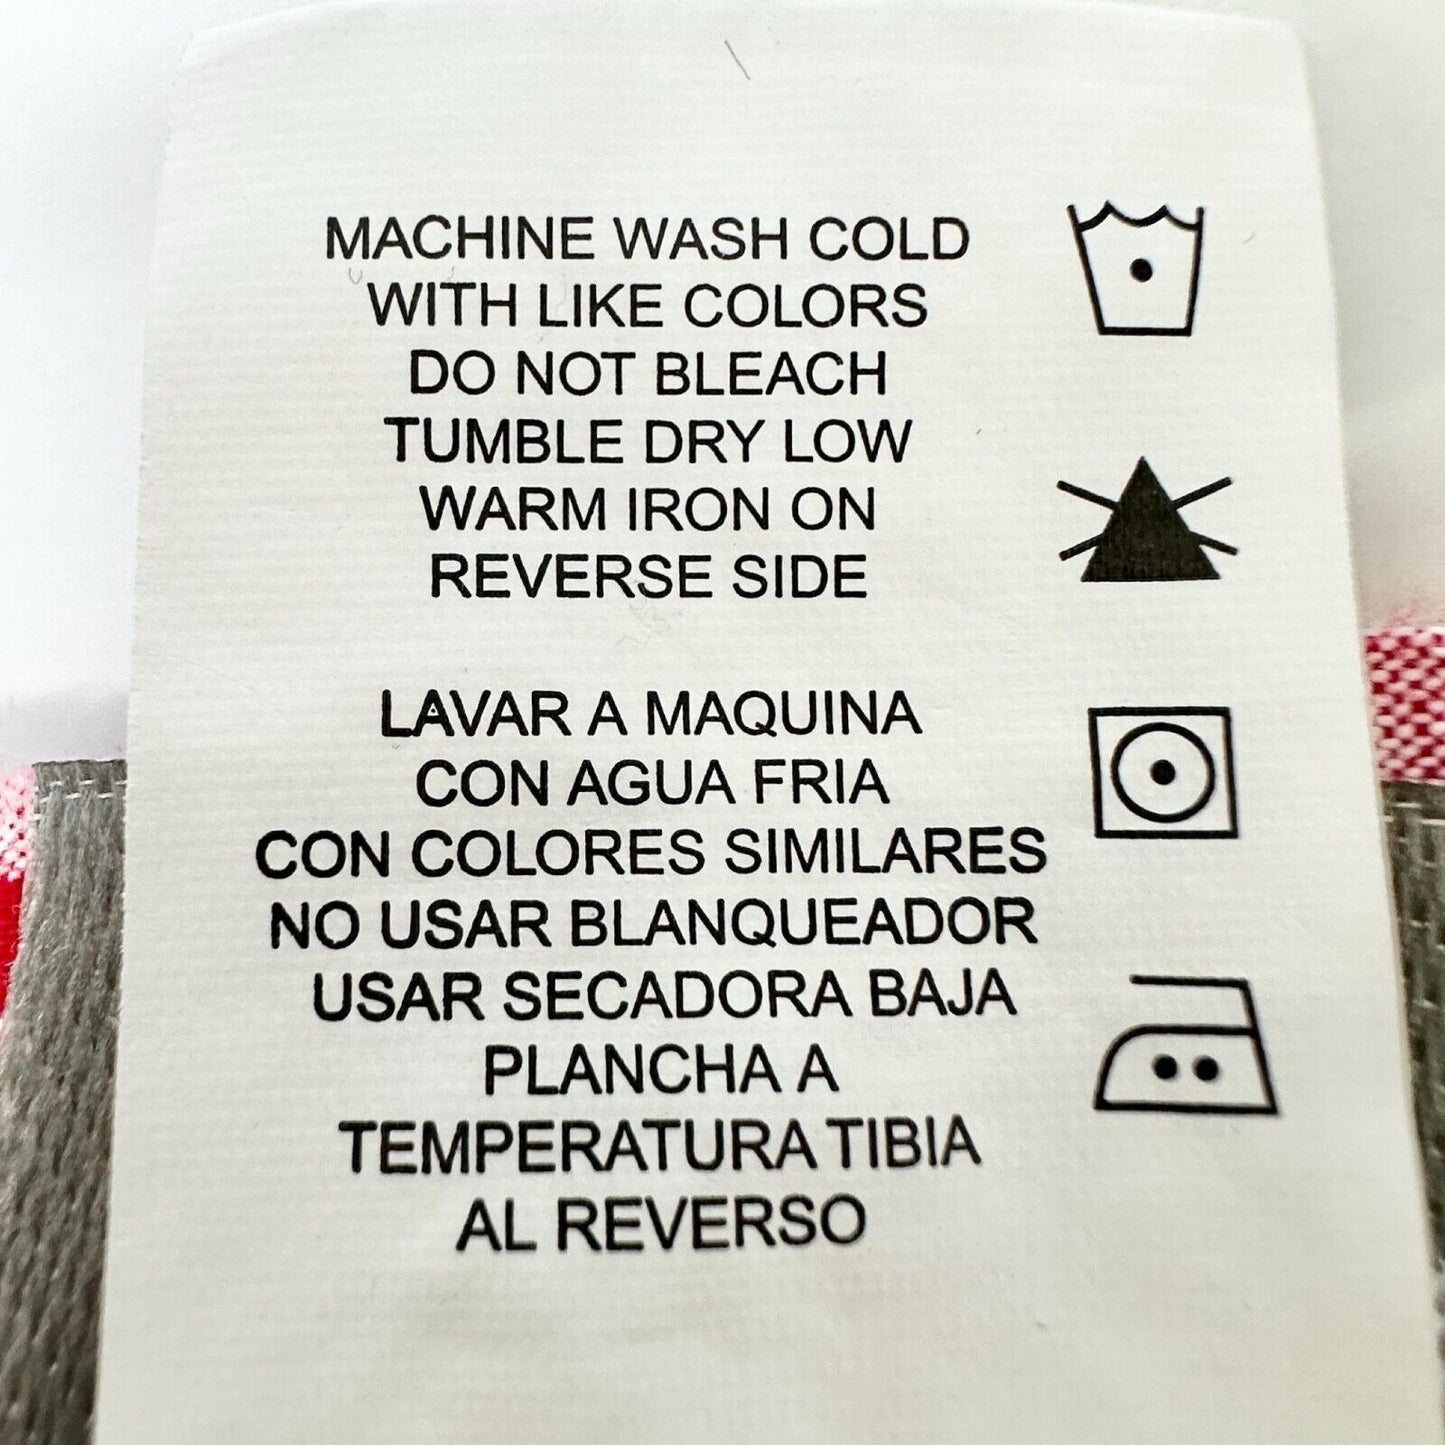 MACHINE WASH COLD
WITH LIKE COLORS
DO NOT BLEACH
TUMBLE DRY LOW
WARM IRON ON
REVERSE SIDE
LAVAR A MAQUINA
CON AGUA FRIA
CON COLORES SIMILARES
NO USAR BLANQUEADOR
USAR SECADORA BAJA
PLANCHA A
TEMPERATURA TIBIA
AL REVERSO